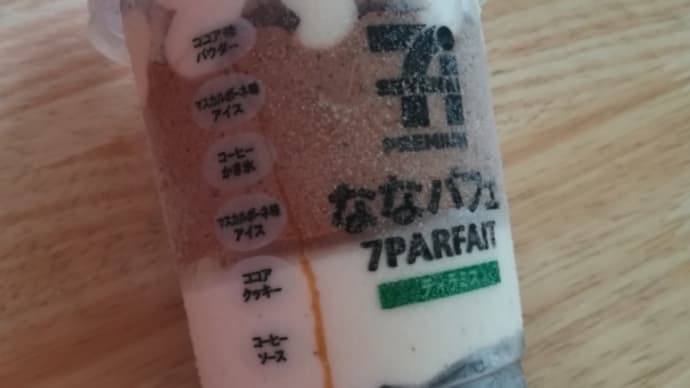 ココア味
パウダー
マスカルポーネ味
アイス
コーヒー
かき氷
マスカルポーネ味
アイス
ココア
クッキー
コーヒー
ソース
7i
SEVEN&i
PREMIUM
ななパフェ
7PARFAIT
ティラミス